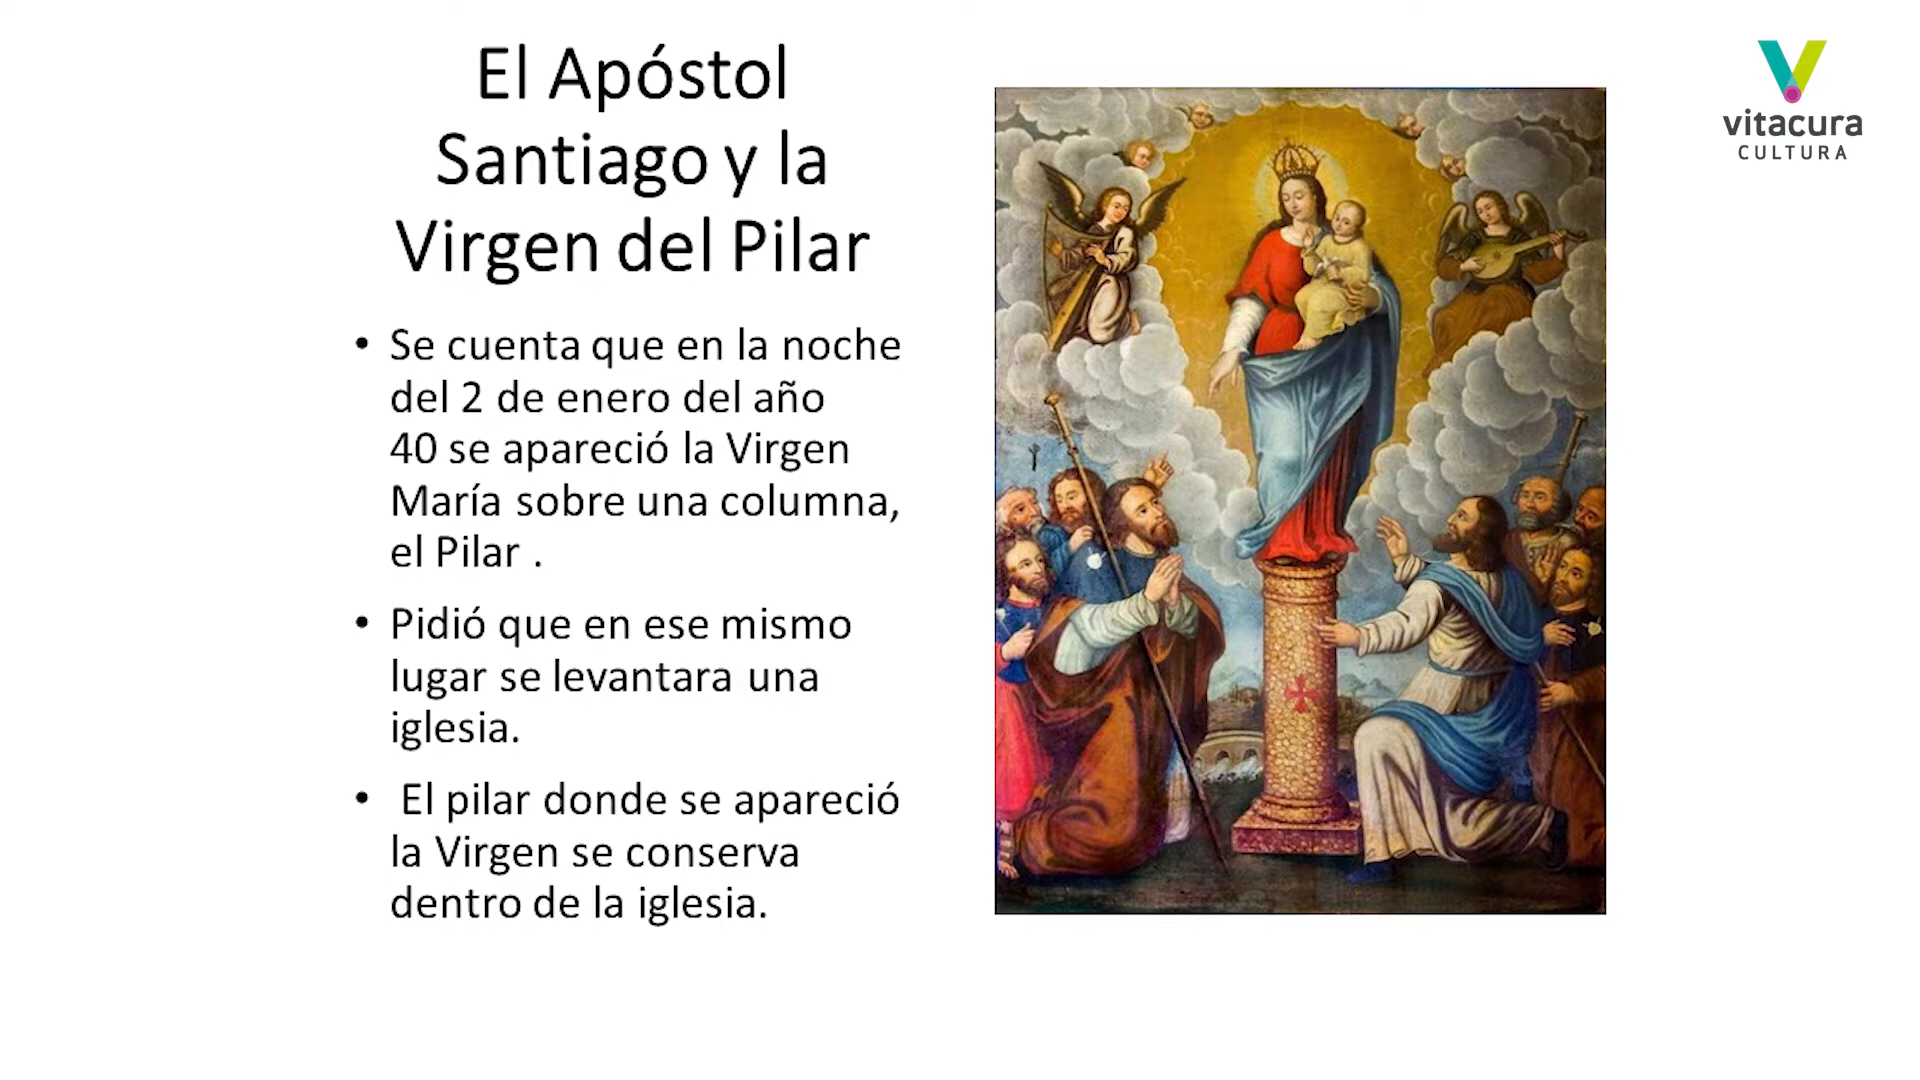 El Apóstol
Santiago y la
Virgen del Pilar
• Se cuenta que en la noche
del 2 de enero del año
40 se apareció la Virgen
María sobre una columna,
el Pilar .
• Pidió que en ese mismo
lugar se levantara una
iglesia.
• El pilar donde se apareció
la Virgen se conserva
dentro de la iglesia.
vitacura
CULTURA